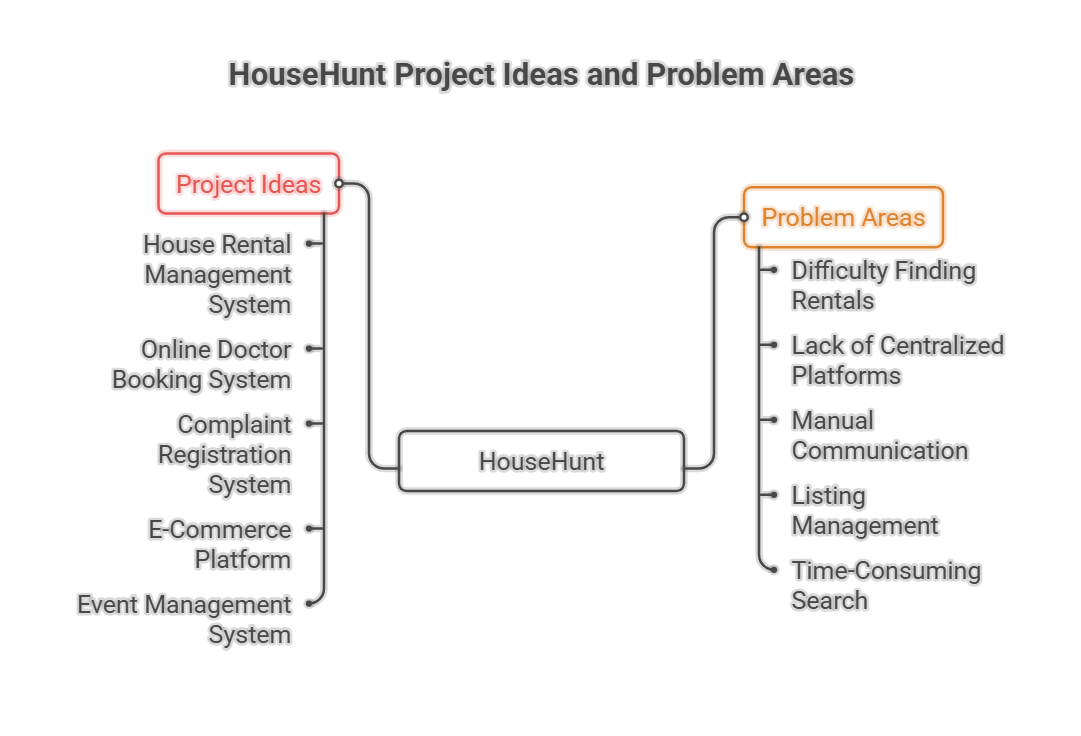 HouseHunt Project Ideas and Problem Areas
Project Ideas
House Rental
Management
System
Online Doctor
Booking System
Complaint
Registration
System
E-Commerce
Platform
Event Management
System
HouseHunt
Problem Areas
Difficulty Finding
Rentals
Lack of Centralized
Platforms
Manual
Communication
Listing
Management
Time-Consuming
Search